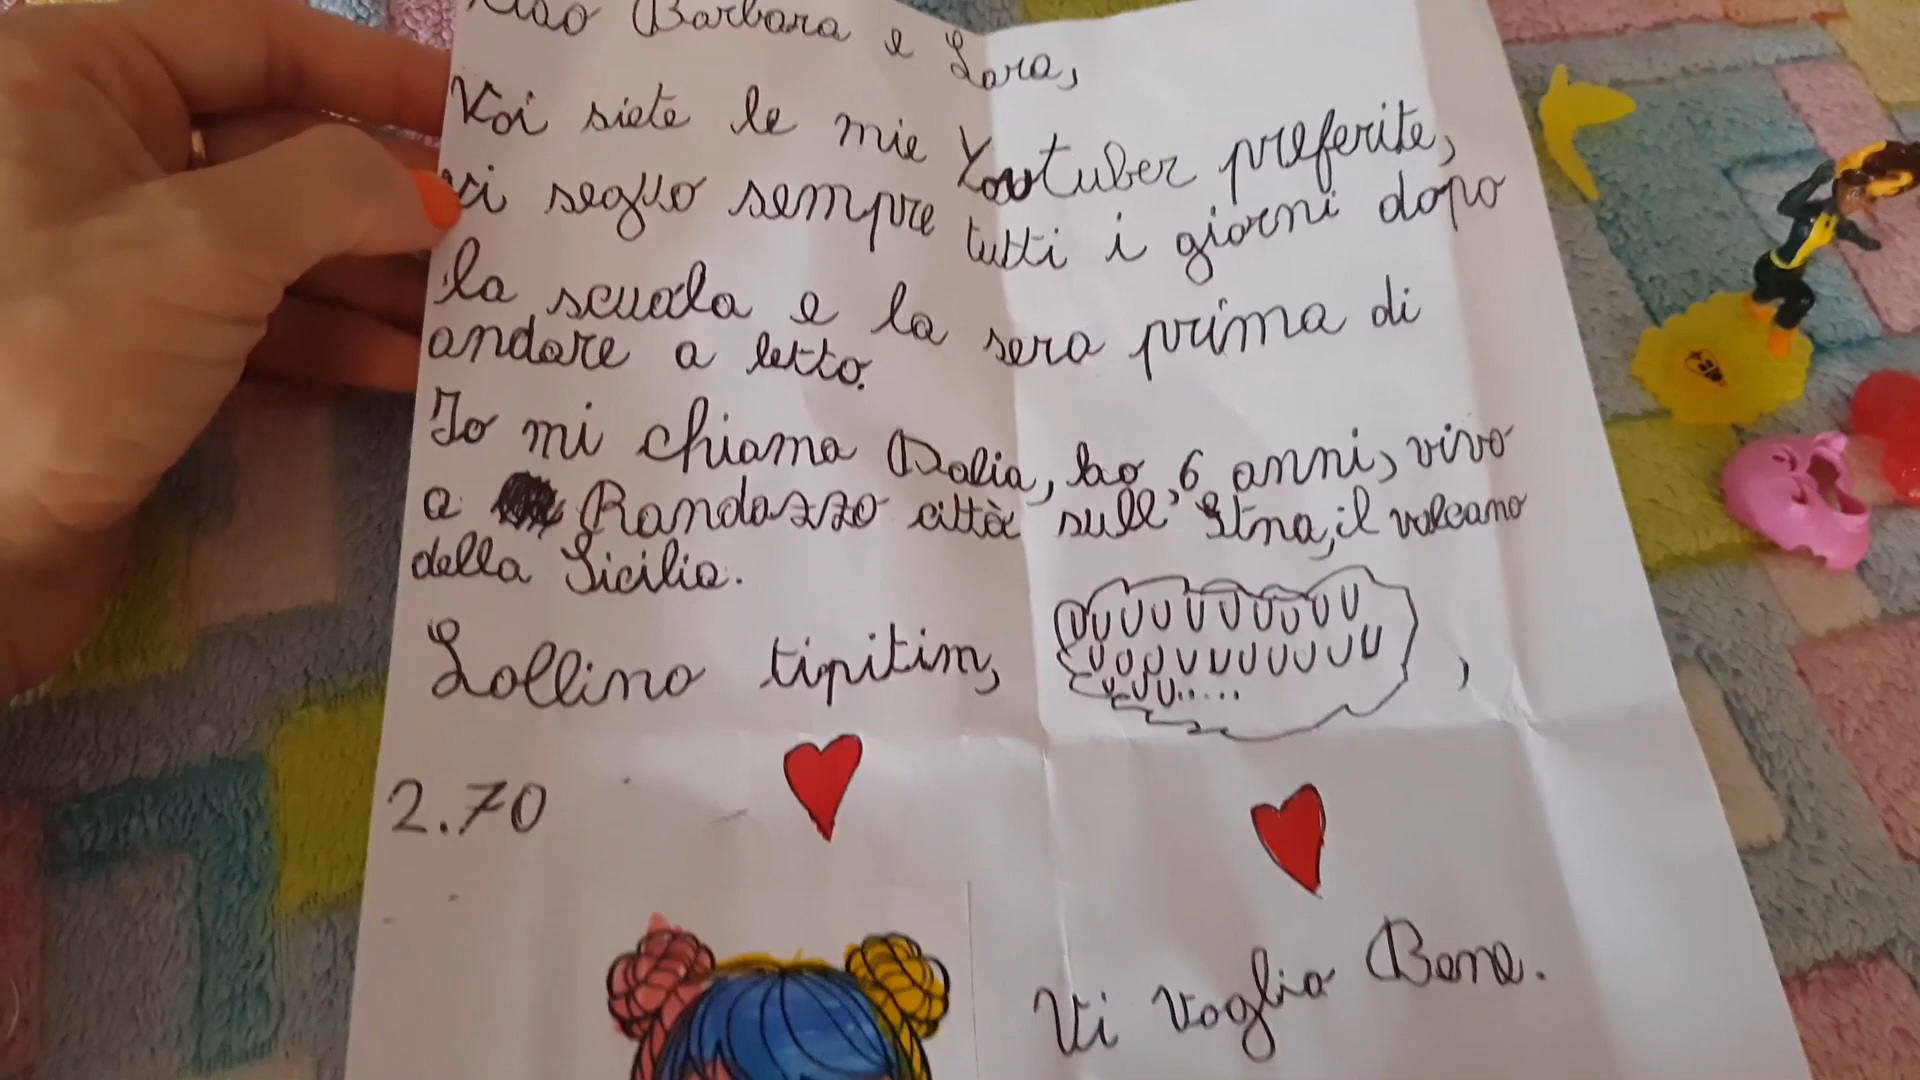 Ciao Barbara e Lara,
Voi siete le mie Youtuber preferite,
vi seguo sempre tutti i giorni dopo
la scuola e la sera prima di
andare a letto.
Io mi chiamo Dalia, ho 6 anni, vivo
a Randazzo città sull'Etna, il vulcano
della Sicilia.
Lollino tipitim,
UUUUUUUUUU
UUUUUUUUUUU
UUU.....
,
2.70
Vi Voglio Bene.